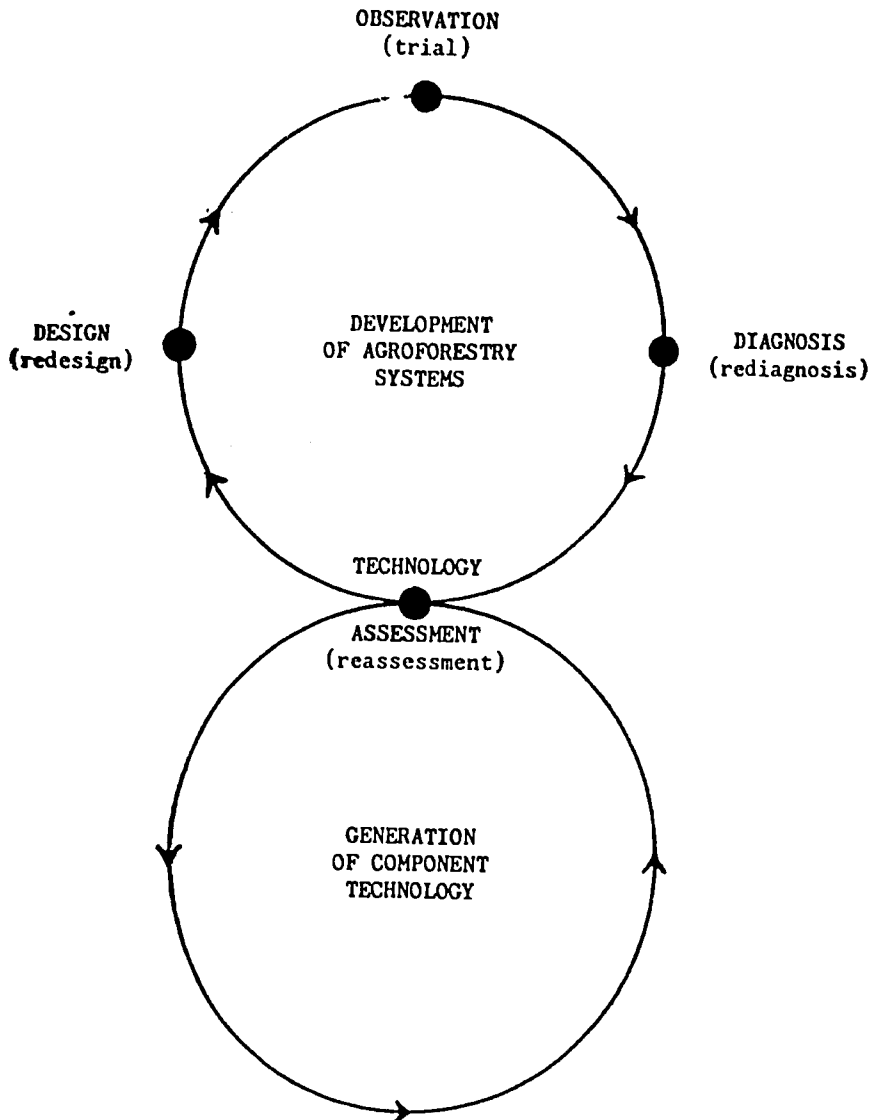 OBSERVATION
(trial)
DESIGN
(redesign)
DEVELOPMENT
OF AGROFORESTRY
SYSTEMS
DIAGNOSIS
(rediagnosis)
TECHNOLOGY
ASSESSMENT
(reassessment)
GENERATION
OF COMPONENT
TECHNOLOGY